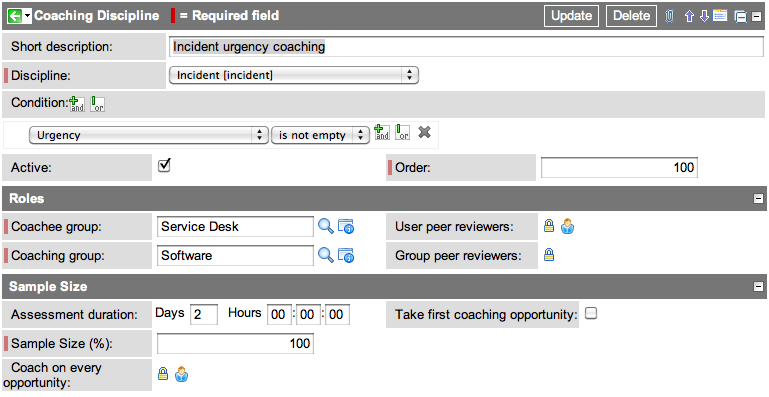 Coaching Discipline = Required field Update Delete
Short description: Incident urgency coaching
Discipline: Incident [incident]
Condition: and or
Urgency is not empty and or
Active: Order: 100
Roles
Coachee group: Service Desk User peer reviewers:
Coaching group: Software Group peer reviewers:
Sample Size
Assessment duration: Days 2 Hours 00 : 00 : 00 Take first coaching opportunity:
Sample Size (%): 100
Coach on every
opportunity: